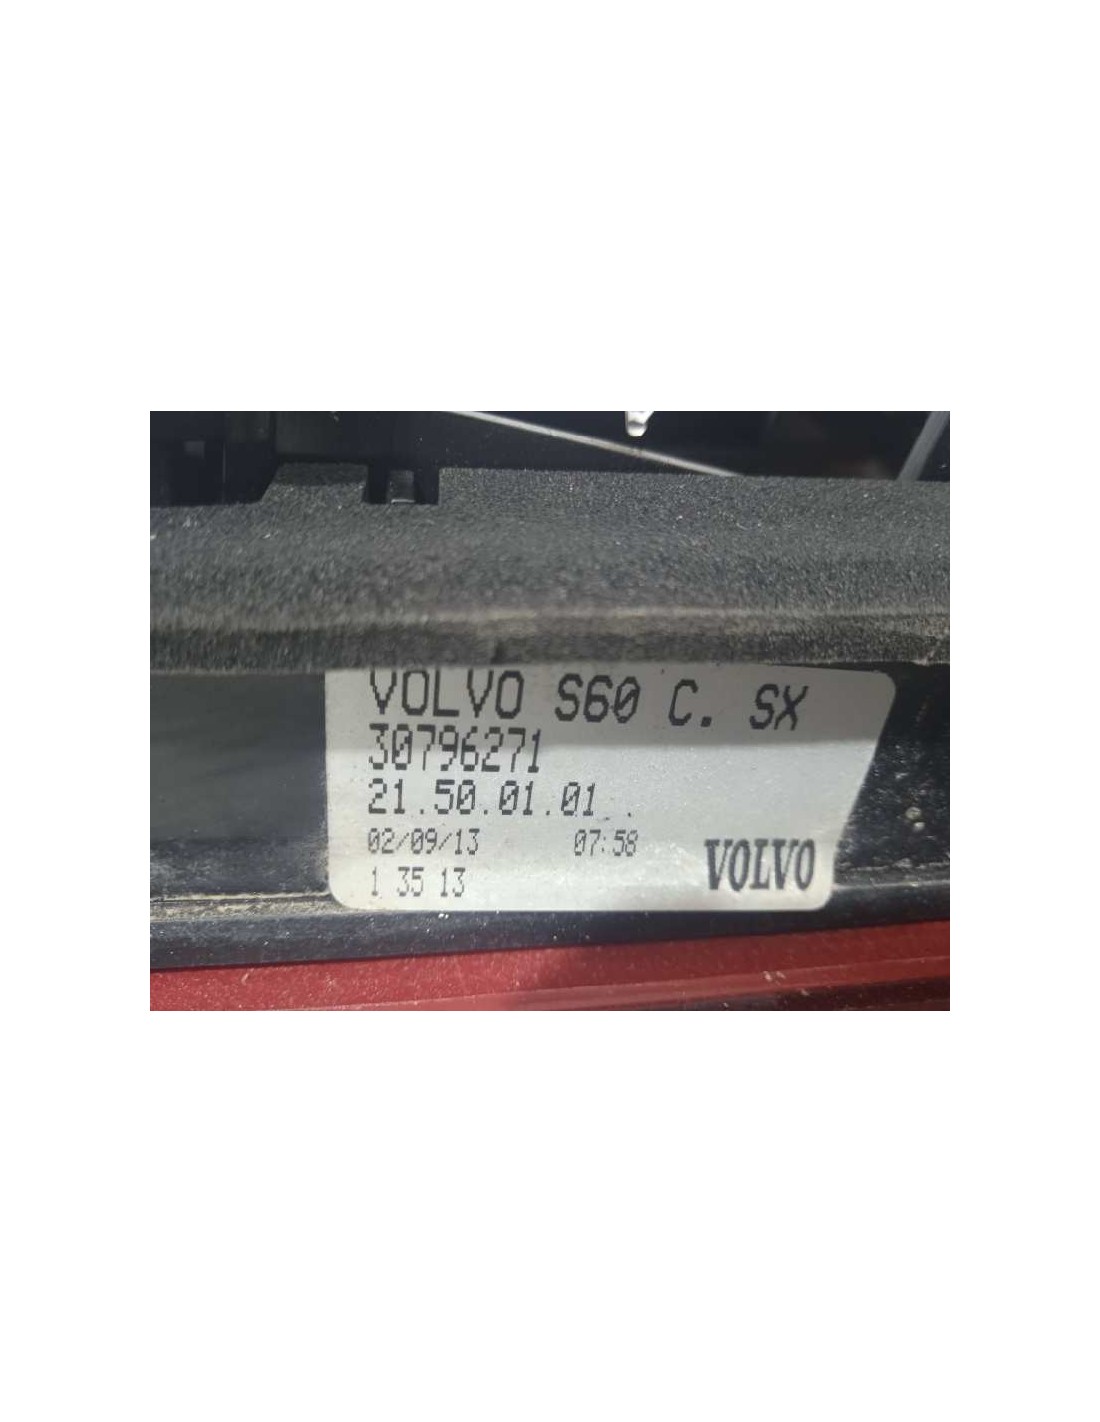 VOLVO S60 C. SX
30796271
21.50.01.01 .
02/09/13 07:58
1 35 13
VOLVO